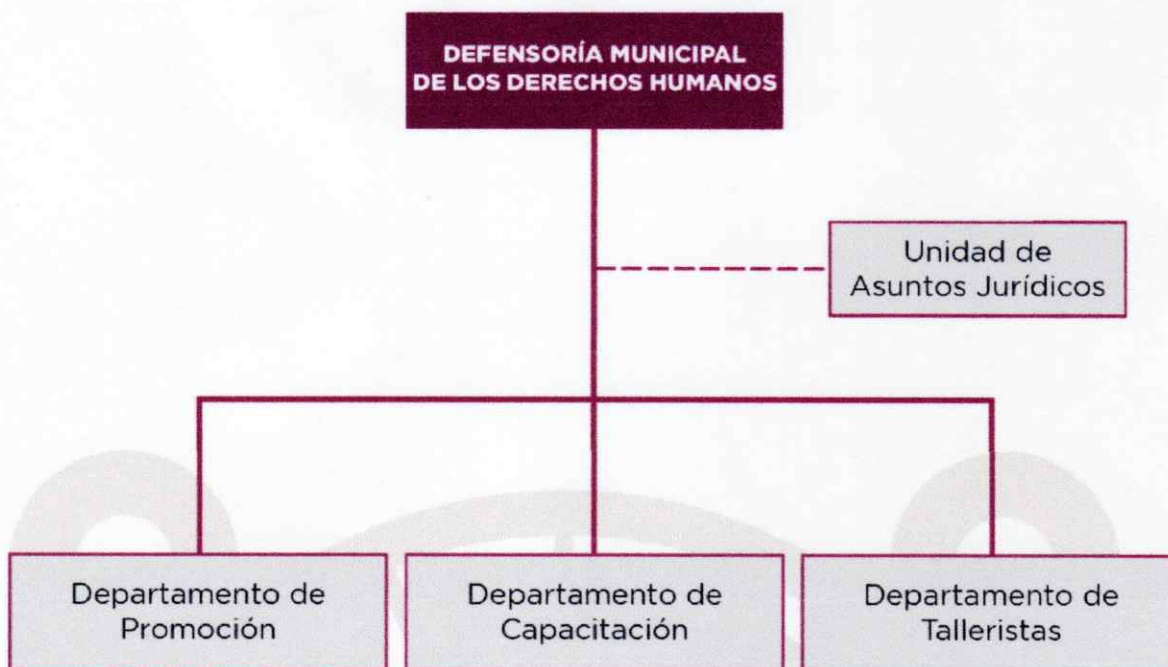 DEFENSORÍA MUNICIPAL
DE LOS DERECHOS HUMANOS
Unidad de
Asuntos Jurídicos
Departamento de
Promoción
Departamento de
Capacitación
Departamento de
Talleristas